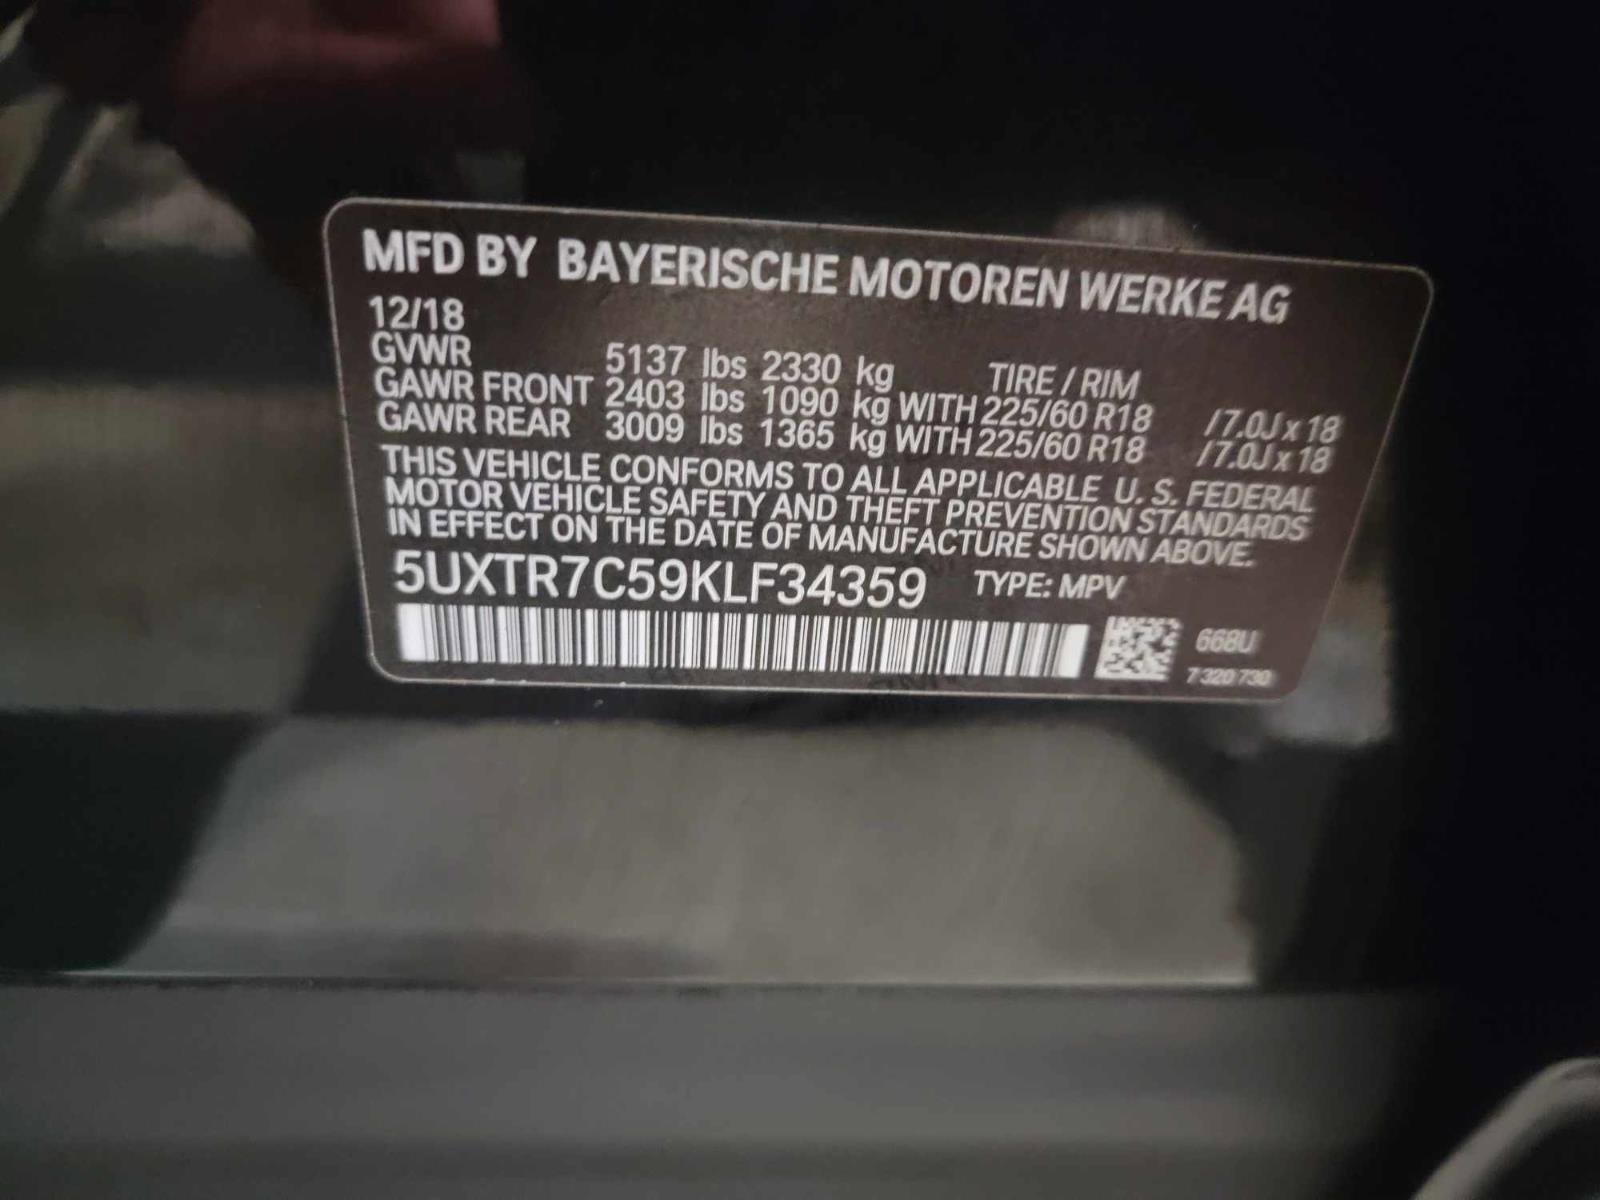 MFD BY BAYERISCHE MOTOREN WERKE AG
12/18
GVWR 5137 lbs 2330 kg TIRE / RIM
GAWR FRONT 2403 lbs 1090 kg WITH 225/60 R18 /7.0J x 18
GAWR REAR 3009 lbs 1365 kg WITH 225/60 R18 /7.0J x 18
THIS VEHICLE CONFORMS TO ALL APPLICABLE U. S. FEDERAL
MOTOR VEHICLE SAFETY AND THEFT PREVENTION STANDARDS
IN EFFECT ON THE DATE OF MANUFACTURE SHOWN ABOVE.
5UXTR7C59KLF34359 TYPE: MPV
668U
7 320 730